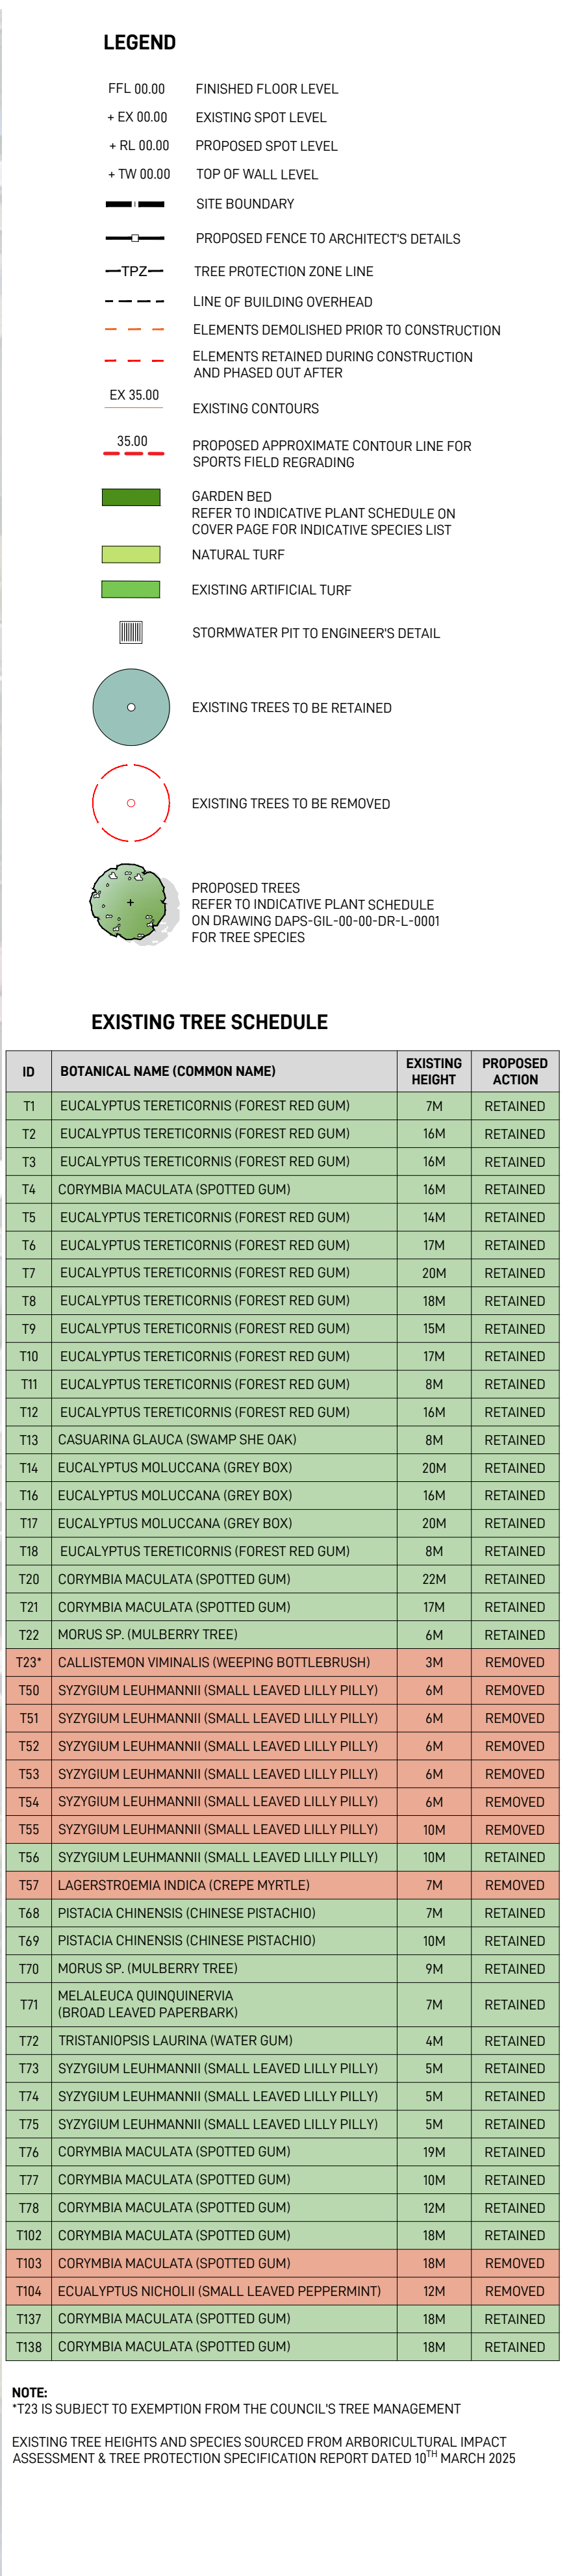 LEGEND
FFL 00.00 FINISHED FLOOR LEVEL
+ EX 00.00 EXISTING SPOT LEVEL
+ RL 00.00 PROPOSED SPOT LEVEL
+ TW 00.00 TOP OF WALL LEVEL
SITE BOUNDARY
PROPOSED FENCE TO ARCHITECT'S DETAILS
TPZ TREE PROTECTION ZONE LINE
LINE OF BUILDING OVERHEAD
ELEMENTS DEMOLISHED PRIOR TO CONSTRUCTION
ELEMENTS RETAINED DURING CONSTRUCTION
AND PHASED OUT AFTER
EX 35.00
EXISTING CONTOURS
35.00
PROPOSED APPROXIMATE CONTOUR LINE FOR
SPORTS FIELD REGRADING
GARDEN BED
REFER TO INDICATIVE PLANT SCHEDULE ON
COVER PAGE FOR INDICATIVE SPECIES LIST
NATURAL TURF
EXISTING ARTIFICIAL TURF
STORMWATER PIT TO ENGINEER'S DETAIL
EXISTING TREES TO BE RETAINED
EXISTING TREES TO BE REMOVED
PROPOSED TREES
REFER TO INDICATIVE PLANT SCHEDULE
ON DRAWING DAPS-GIL-00-00-DR-L-0001
FOR TREE SPECIES
EXISTING TREE SCHEDULE
ID BOTANICAL NAME (COMMON NAME) EXISTING HEIGHT PROPOSED ACTION
T1 EUCALYPTUS TERETICORNIS (FOREST RED GUM) 7M RETAINED
T2 EUCALYPTUS TERETICORNIS (FOREST RED GUM) 16M RETAINED
T3 EUCALYPTUS TERETICORNIS (FOREST RED GUM) 16M RETAINED
T4 CORYMBIA MACULATA (SPOTTED GUM) 16M RETAINED
T5 EUCALYPTUS TERETICORNIS (FOREST RED GUM) 14M RETAINED
T6 EUCALYPTUS TERETICORNIS (FOREST RED GUM) 17M RETAINED
T7 EUCALYPTUS TERETICORNIS (FOREST RED GUM) 20M RETAINED
T8 EUCALYPTUS TERETICORNIS (FOREST RED GUM) 18M RETAINED
T9 EUCALYPTUS TERETICORNIS (FOREST RED GUM) 15M RETAINED
T10 EUCALYPTUS TERETICORNIS (FOREST RED GUM) 17M RETAINED
T11 EUCALYPTUS TERETICORNIS (FOREST RED GUM) 8M RETAINED
T12 EUCALYPTUS TERETICORNIS (FOREST RED GUM) 16M RETAINED
T13 CASUARINA GLAUCA (SWAMP SHE OAK) 8M RETAINED
T14 EUCALYPTUS MOLUCCANA (GREY BOX) 20M RETAINED
T16 EUCALYPTUS MOLUCCANA (GREY BOX) 16M RETAINED
T17 EUCALYPTUS MOLUCCANA (GREY BOX) 20M RETAINED
T18 EUCALYPTUS TERETICORNIS (FOREST RED GUM) 8M RETAINED
T20 CORYMBIA MACULATA (SPOTTED GUM) 22M RETAINED
T21 CORYMBIA MACULATA (SPOTTED GUM) 17M RETAINED
T22 MORUS SP. (MULBERRY TREE) 6M RETAINED
T23* CALLISTEMON VIMINALIS (WEEPING BOTTLEBRUSH) 3M REMOVED
T50 SYZYGIUM LEUHMANNII (SMALL LEAVED LILLY PILLY) 6M REMOVED
T51 SYZYGIUM LEUHMANNII (SMALL LEAVED LILLY PILLY) 6M REMOVED
T52 SYZYGIUM LEUHMANNII (SMALL LEAVED LILLY PILLY) 6M REMOVED
T53 SYZYGIUM LEUHMANNII (SMALL LEAVED LILLY PILLY) 6M REMOVED
T54 SYZYGIUM LEUHMANNII (SMALL LEAVED LILLY PILLY) 6M REMOVED
T55 SYZYGIUM LEUHMANNII (SMALL LEAVED LILLY PILLY) 10M REMOVED
T56 SYZYGIUM LEUHMANNII (SMALL LEAVED LILLY PILLY) 10M RETAINED
T57 LAGERSTROEMIA INDICA (CREPE MYRTLE) 7M REMOVED
T68 PISTACIA CHINENSIS (CHINESE PISTACHIO) 7M RETAINED
T69 PISTACIA CHINENSIS (CHINESE PISTACHIO) 10M RETAINED
T70 MORUS SP. (MULBERRY TREE) 9M RETAINED
T71 MELALEUCA QUINQUINERVIA
(BROAD LEAVED PAPERBARK) 7M RETAINED
T72 TRISTANIOPSIS LAURINA (WATER GUM) 4M RETAINED
T73 SYZYGIUM LEUHMANNII (SMALL LEAVED LILLY PILLY) 5M RETAINED
T74 SYZYGIUM LEUHMANNII (SMALL LEAVED LILLY PILLY) 5M RETAINED
T75 SYZYGIUM LEUHMANNII (SMALL LEAVED LILLY PILLY) 5M RETAINED
T76 CORYMBIA MACULATA (SPOTTED GUM) 19M RETAINED
T77 CORYMBIA MACULATA (SPOTTED GUM) 10M RETAINED
T78 CORYMBIA MACULATA (SPOTTED GUM) 12M RETAINED
T102 CORYMBIA MACULATA (SPOTTED GUM) 18M RETAINED
T103 CORYMBIA MACULATA (SPOTTED GUM) 18M REMOVED
T104 ECUALYPTUS NICHOLII (SMALL LEAVED PEPPERMINT) 12M REMOVED
T137 CORYMBIA MACULATA (SPOTTED GUM) 18M RETAINED
T138 CORYMBIA MACULATA (SPOTTED GUM) 18M RETAINED
NOTE:
*T23 IS SUBJECT TO EXEMPTION FROM THE COUNCIL'S TREE MANAGEMENT
EXISTING TREE HEIGHTS AND SPECIES SOURCED FROM ARBORICULTURAL IMPACT
ASSESSMENT & TREE PROTECTION SPECIFICATION REPORT DATED 10TH MARCH 2025